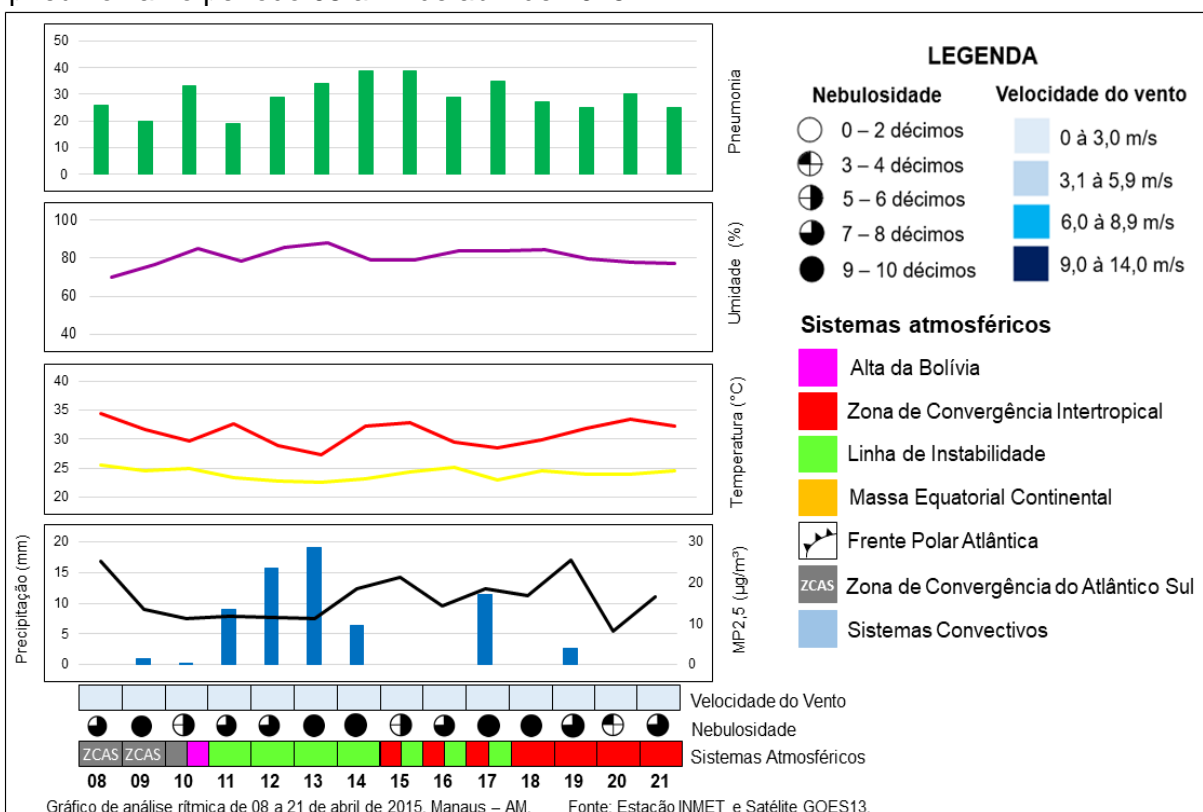 50
40
30
20
10
0
Pneumonia
100
80
60
40
Umidade (%)
40
35
30
25
20
Temperatura (°C)
20
15
10
5
0
Precipitação (mm)
30
20
10
0
MP2,5 (µg/m³)
Velocidade do Vento
Nebulosidade
ZCAS ZCAS Sistemas Atmosféricos
08 09 10 11 12 13 14 15 16 17 18 19 20 21
Gráfico de análise rítmica de 08 a 21 de abril de 2015. Manaus – AM. Fonte: Estação INMET e Satélite GOES13.
LEGENDA
Nebulosidade
0 – 2 décimos
3 – 4 décimos
5 – 6 décimos
7 – 8 décimos
9 – 10 décimos
Velocidade do vento
0 à 3,0 m/s
3,1 à 5,9 m/s
6,0 à 8,9 m/s
9,0 à 14,0 m/s
Sistemas atmosféricos
Alta da Bolívia
Zona de Convergência Intertropical
Linha de Instabilidade
Massa Equatorial Continental
Frente Polar Atlântica
ZCAS Zona de Convergência do Atlântico Sul
Sistemas Convectivos